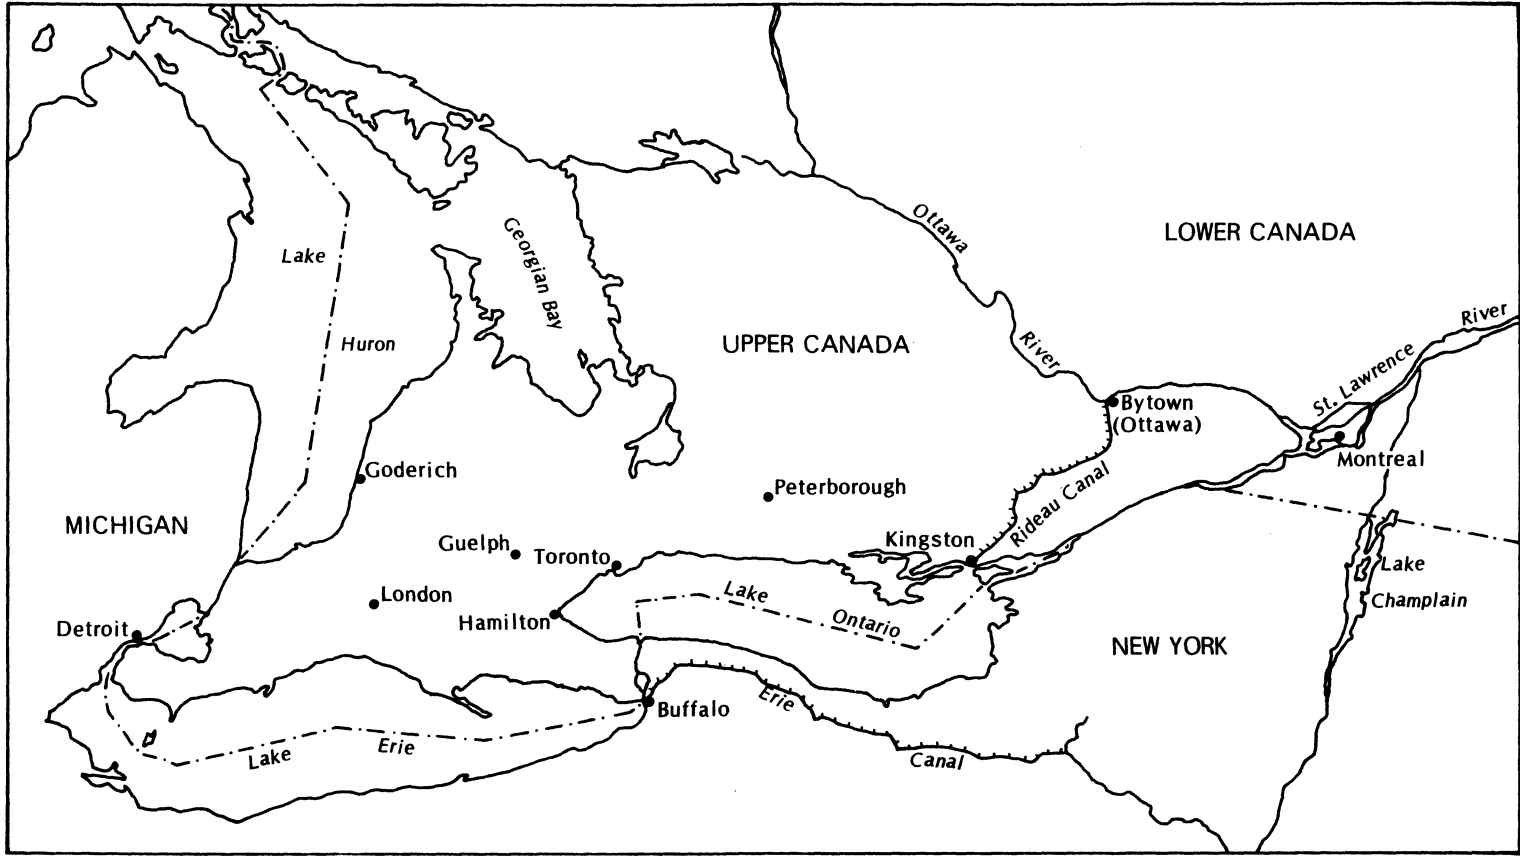 Ottawa
LOWER CANADA
Georgian Bay
Lake
Huron
UPPER CANADA
River
River
St. Lawrence
Bytown
(Ottawa)
Montreal
Goderich
Peterborough
Rideau Canal
MICHIGAN
Guelph
Toronto
Kingston
Lake
Champlain
London
Lake
Ontario
Hamilton
Detroit
NEW YORK
Buffalo
Erie
Canal
Lake
Erie